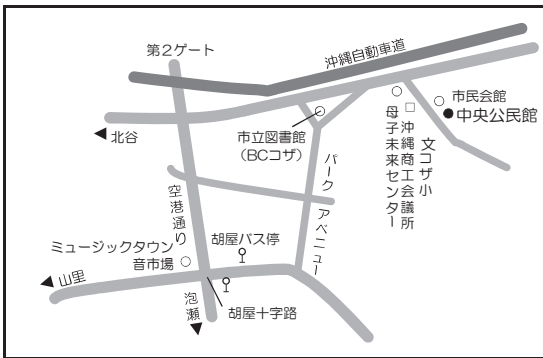 第2ゲート
沖縄自動車道
北谷
市立図書館
（BCコザ）
市民会館
中央公民館
文コザ小
沖縄商工会議所
母子未来センター
パークアベニュー
空港通り
ミュージックタウン
音市場
胡屋バス停
山里
泡瀬
胡屋十字路